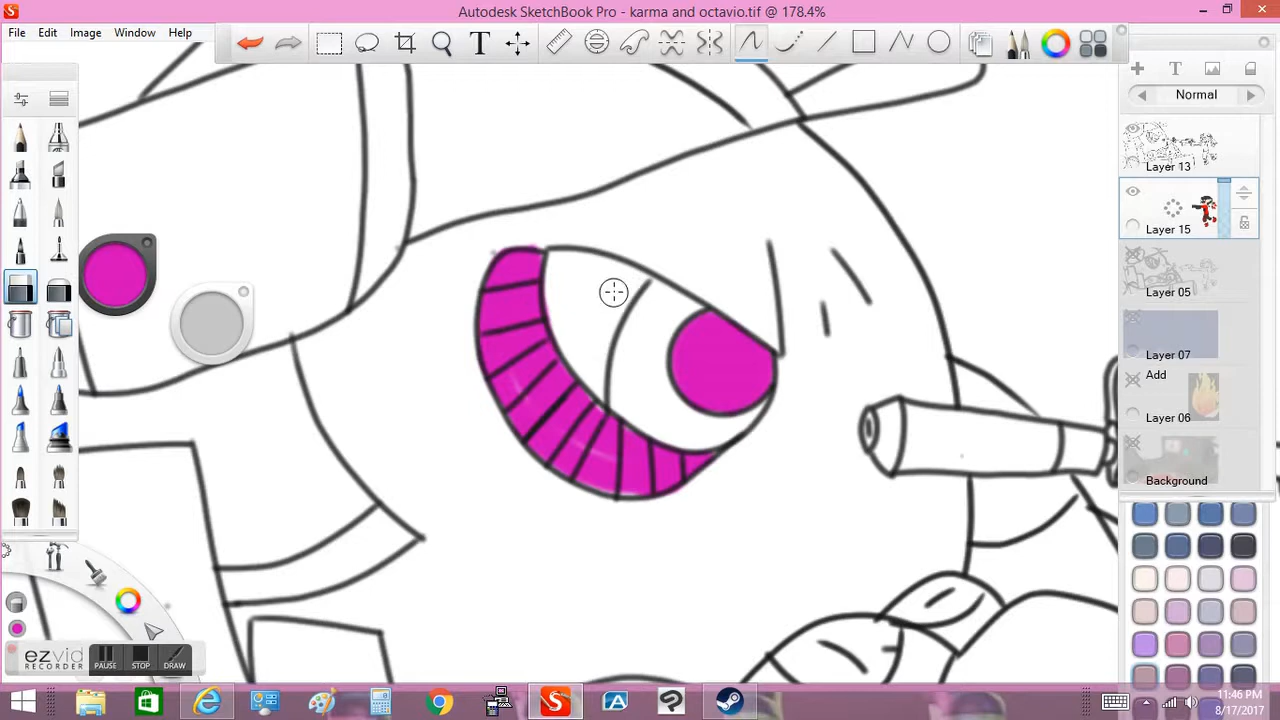 Autodesk SketchBook Pro - karma and octavio.tif @ 178.4%
File Edit Image Window Help
T
T
Normal
Layer 13
Layer 15
Layer 05
Layer 07
Add
Layer 06
Background
ezvid
RECORDER
PAUSE STOP DRAW
11:46 PM
8/17/2017